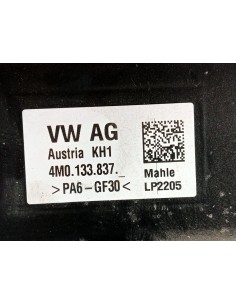 VW AG
Austria KH1
4M0.133.837._
>PA6-GF30<
Mahle
LP2205